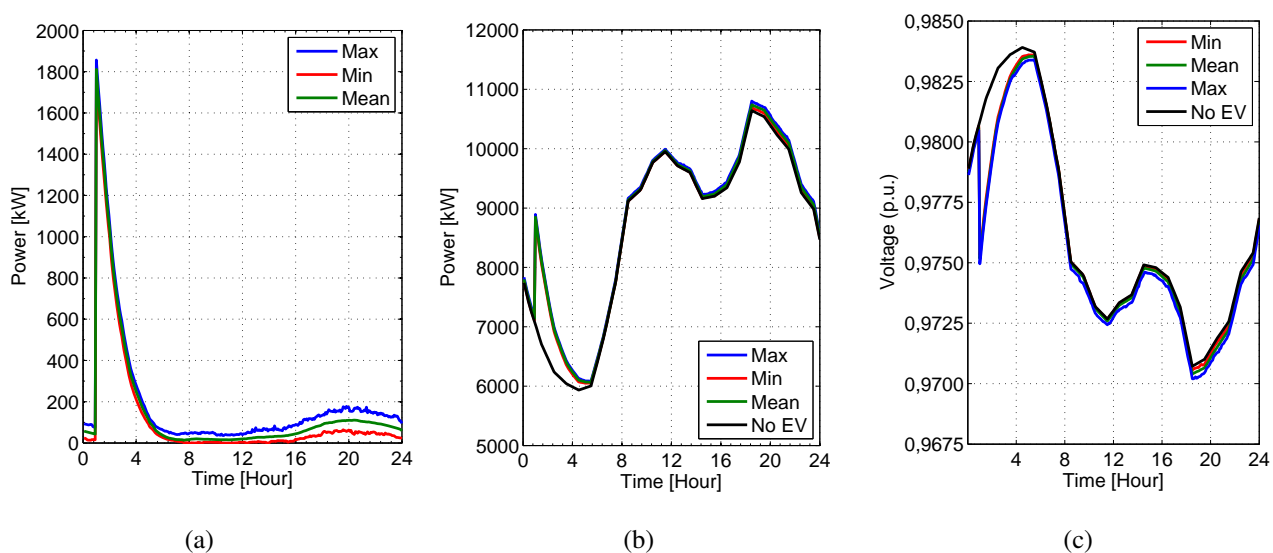 2000
1800
1600
1400
1200
1000
800
600
400
200
0
Power [kW]
0 4 8 12 16 20 24
Time [Hour]
Max
Min
Mean
(a)
12000
11000
10000
9000
8000
7000
6000
5000
Power [kW]
0 4 8 12 16 20 24
Time [Hour]
Max
Min
Mean
No EV
(b)
0,9850
0,9825
0,9800
0,9775
0,9750
0,9725
0,9700
0,9675
Voltage (p.u.)
4 8 12 16 20 24
Time [Hour]
Min
Mean
Max
No EV
(c)